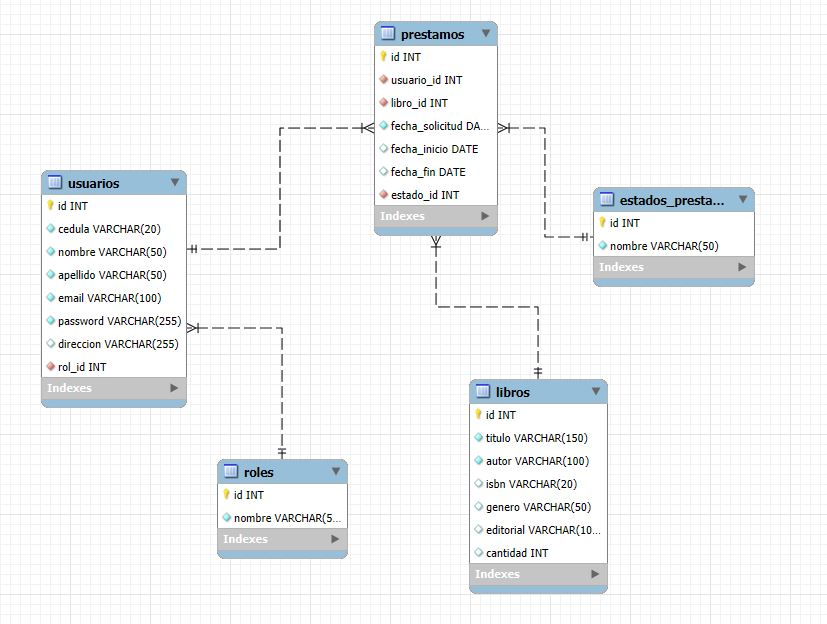 prestamos
id INT
usuario_id INT
libro_id INT
fecha_solicitud DA...
fecha_inicio DATE
fecha_fin DATE
estado_id INT
Indexes
usuarios
id INT
cedula VARCHAR(20)
nombre VARCHAR(50)
apellido VARCHAR(50)
email VARCHAR(100)
password VARCHAR(255)
direccion VARCHAR(255)
rol_id INT
Indexes
estados_presta...
id INT
nombre VARCHAR(50)
Indexes
roles
id INT
nombre VARCHAR(5...
Indexes
libros
id INT
titulo VARCHAR(150)
autor VARCHAR(100)
isbn VARCHAR(20)
genero VARCHAR(50)
editorial VARCHAR(10...
cantidad INT
Indexes